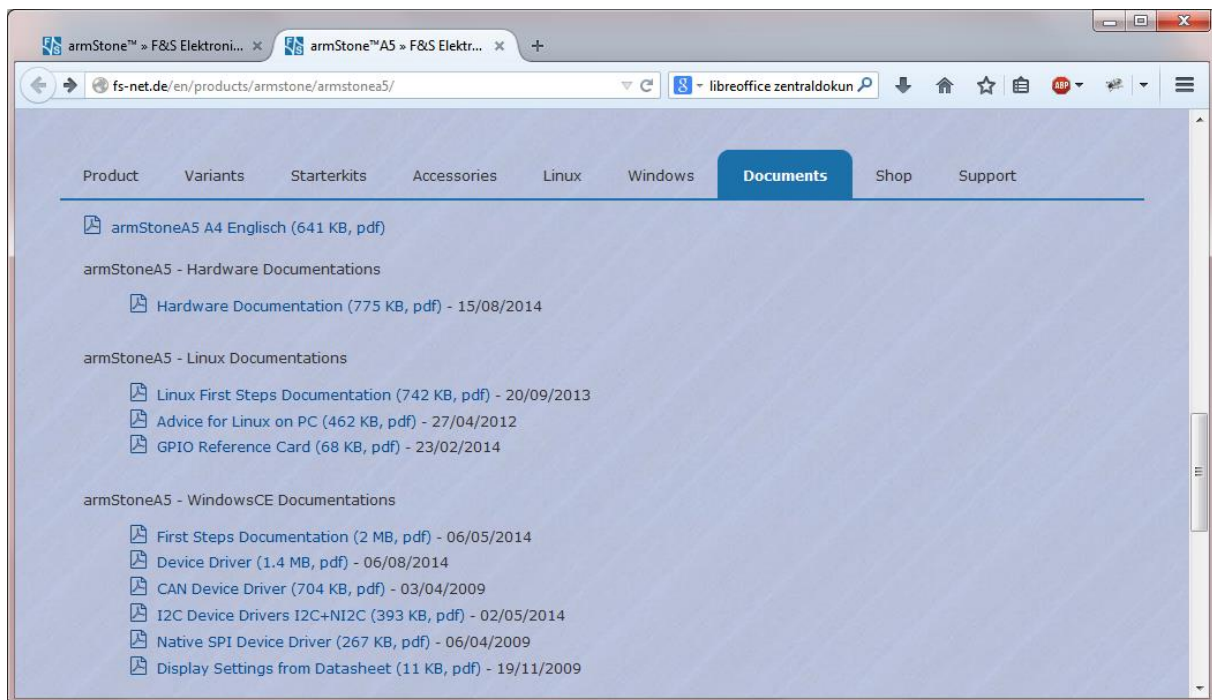 armStone™ » F&S Elektroni...
armStone™A5 » F&S Elektr...
fs-net.de/en/products/armstone/armstonea5/
libreoffice zentraldokun
ABP
Product Variants Starterkits Accessories Linux Windows Documents Shop Support
armStoneA5 A4 Englisch (641 KB, pdf)
armStoneA5 - Hardware Documentations
Hardware Documentation (775 KB, pdf) - 15/08/2014
armStoneA5 - Linux Documentations
Linux First Steps Documentation (742 KB, pdf) - 20/09/2013
Advice for Linux on PC (462 KB, pdf) - 27/04/2012
GPIO Reference Card (68 KB, pdf) - 23/02/2014
armStoneA5 - WindowsCE Documentations
First Steps Documentation (2 MB, pdf) - 06/05/2014
Device Driver (1.4 MB, pdf) - 06/08/2014
CAN Device Driver (704 KB, pdf) - 03/04/2009
I2C Device Drivers I2C+NI2C (393 KB, pdf) - 02/05/2014
Native SPI Device Driver (267 KB, pdf) - 06/04/2009
Display Settings from Datasheet (11 KB, pdf) - 19/11/2009